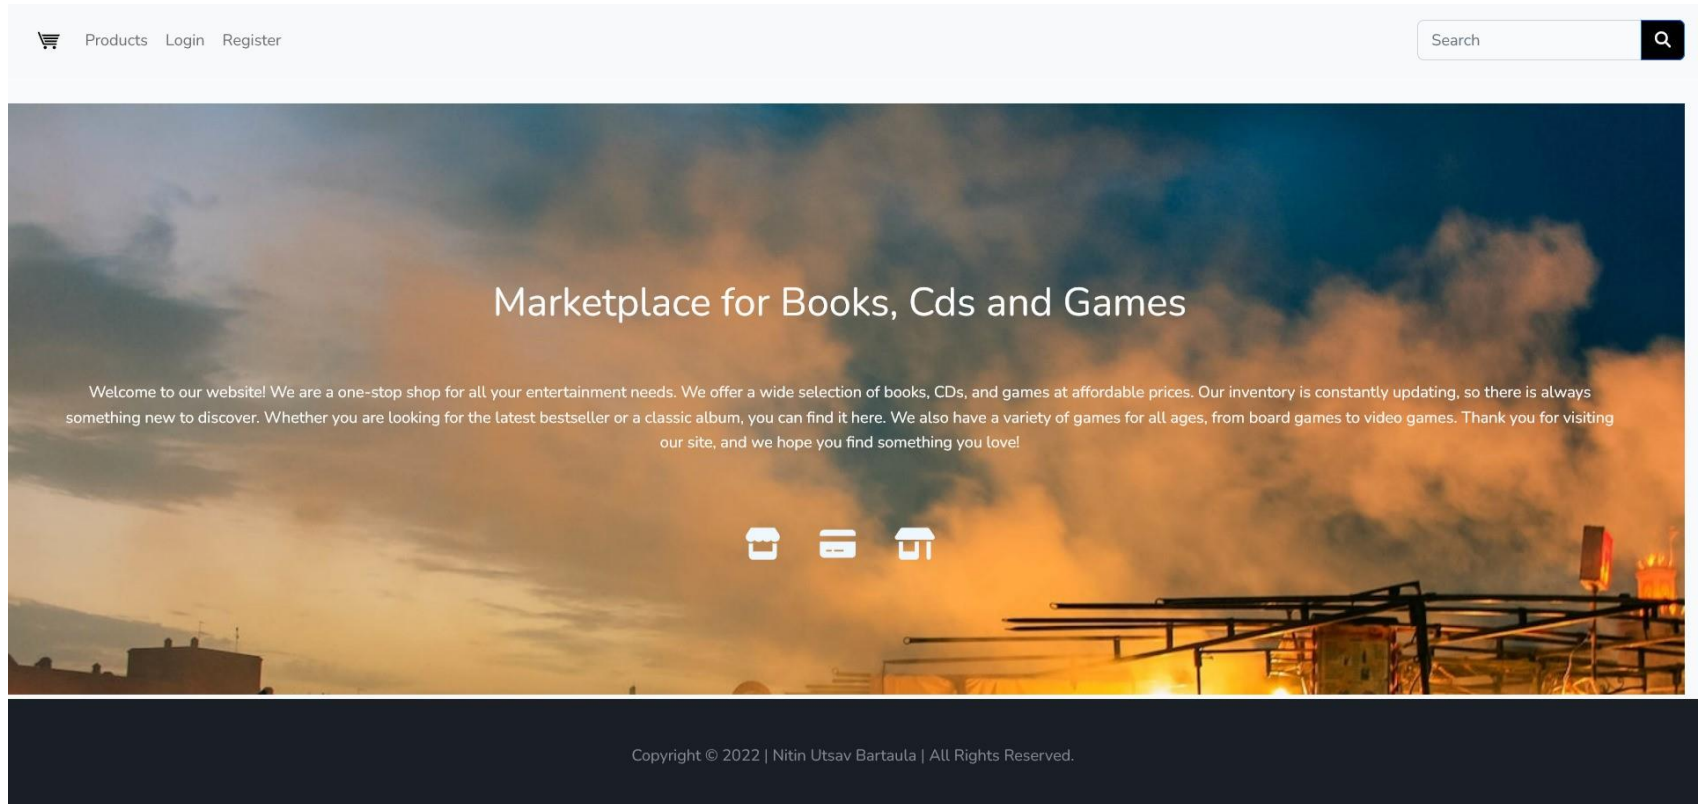 Products Login Register
Search
Marketplace for Books, Cds and Games
Welcome to our website! We are a one-stop shop for all your entertainment needs. We offer a wide selection of books, CDs, and games at affordable prices. Our inventory is constantly updating, so there is always
something new to discover. Whether you are looking for the latest bestseller or a classic album, you can find it here. We also have a variety of games for all ages, from board games to video games. Thank you for visiting
our site, and we hope you find something you love!
Copyright © 2022 | Nitin Utsav Bartaula | All Rights Reserved.